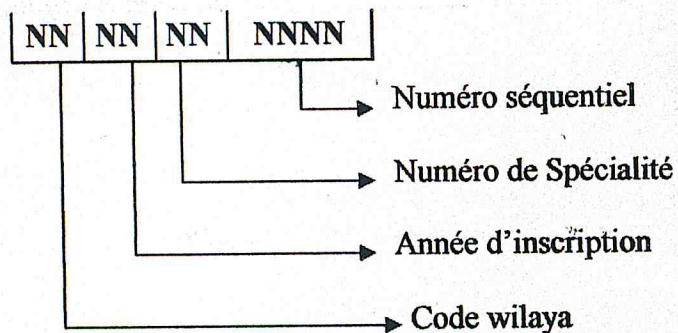 NN NN NN NNNN
Numéro séquentiel
Numéro de Spécialité
Année d'inscription
Code wilaya